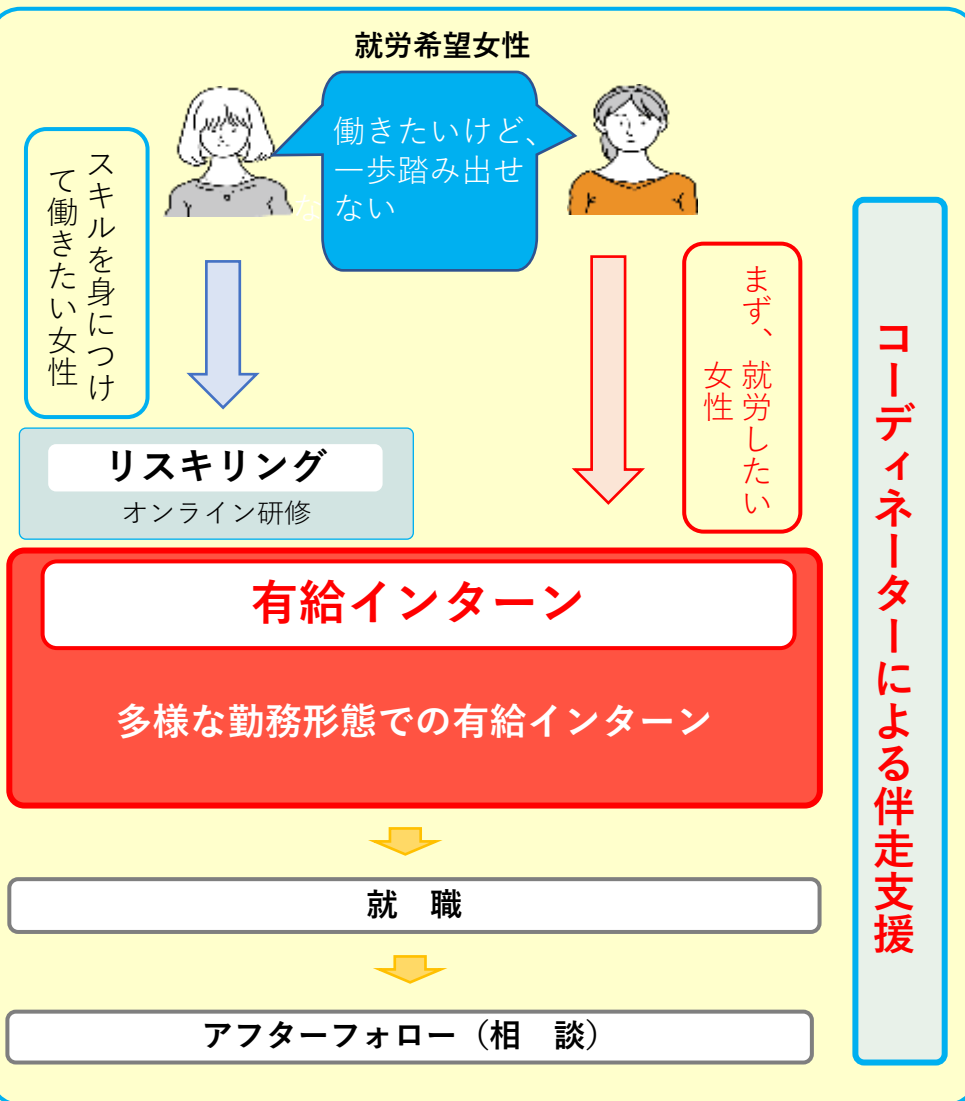 就労希望女性
働きたいけど、
一歩踏み出せ
な ない
スキルを身につけ
て働きたい女性
まず、就労したい
女性
コーディネーターによる伴走支援
リスキリング
オンライン研修
有給インターン
多様な勤務形態での有給インターン
就　職
アフターフォロー（相　談）